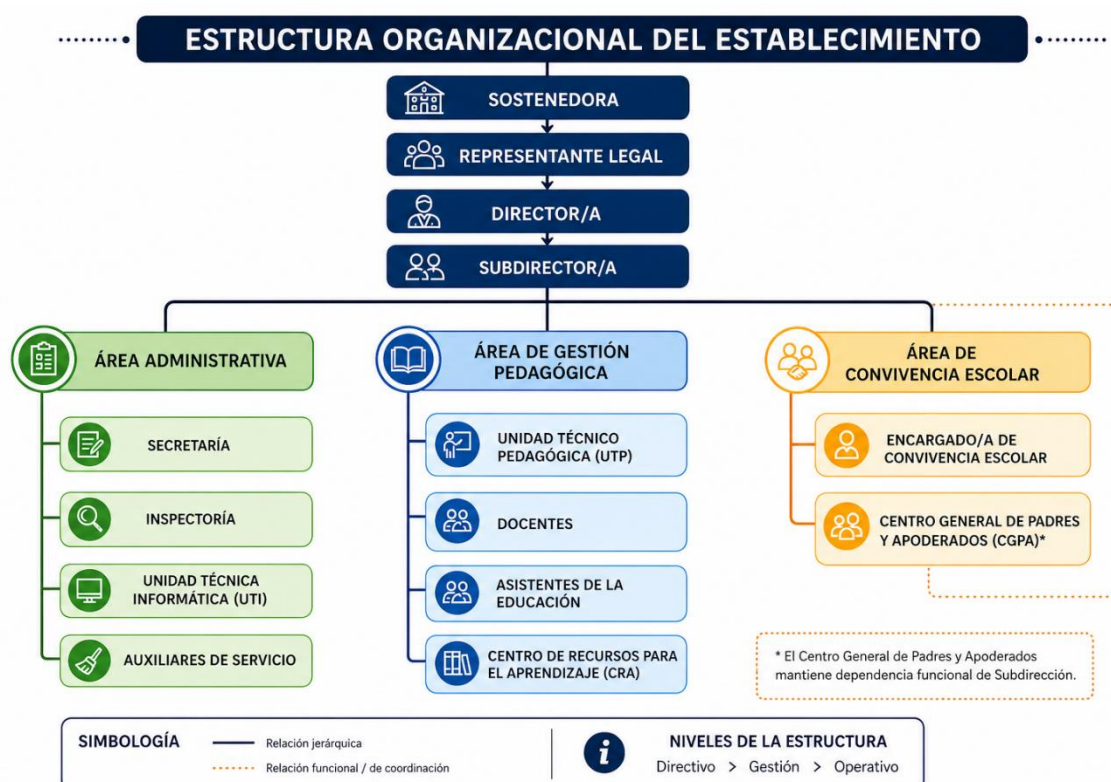 ESTRUCTURA ORGANIZACIONAL DEL ESTABLECIMIENTO
SOSTENEDORA
REPRESENTANTE LEGAL
DIRECTOR/A
SUBDIRECTOR/A
ÁREA ADMINISTRATIVA
SECRETARÍA
INSPECTORÍA
UNIDAD TÉCNICA
INFORMÁTICA (UTI)
AUXILIARES DE SERVICIO
ÁREA DE GESTIÓN
PEDAGÓGICA
UNIDAD TÉCNICO
PEDAGÓGICA (UTP)
DOCENTES
ASISTENTES DE LA
EDUCACIÓN
CENTRO DE RECURSOS PARA
EL APRENDIZAJE (CRA)
ÁREA DE
CONVIVENCIA ESCOLAR
ENCARGADO/A DE
CONVIVENCIA ESCOLAR
CENTRO GENERAL DE PADRES
Y APODERADOS (CGPA)*
* El Centro General de Padres y Apoderados
mantiene dependencia funcional de Subdirección.
SIMBOLOGÍA
Relación jerárquica
Relación funcional / de coordinación
NIVELES DE LA ESTRUCTURA
Directivo > Gestión > Operativo